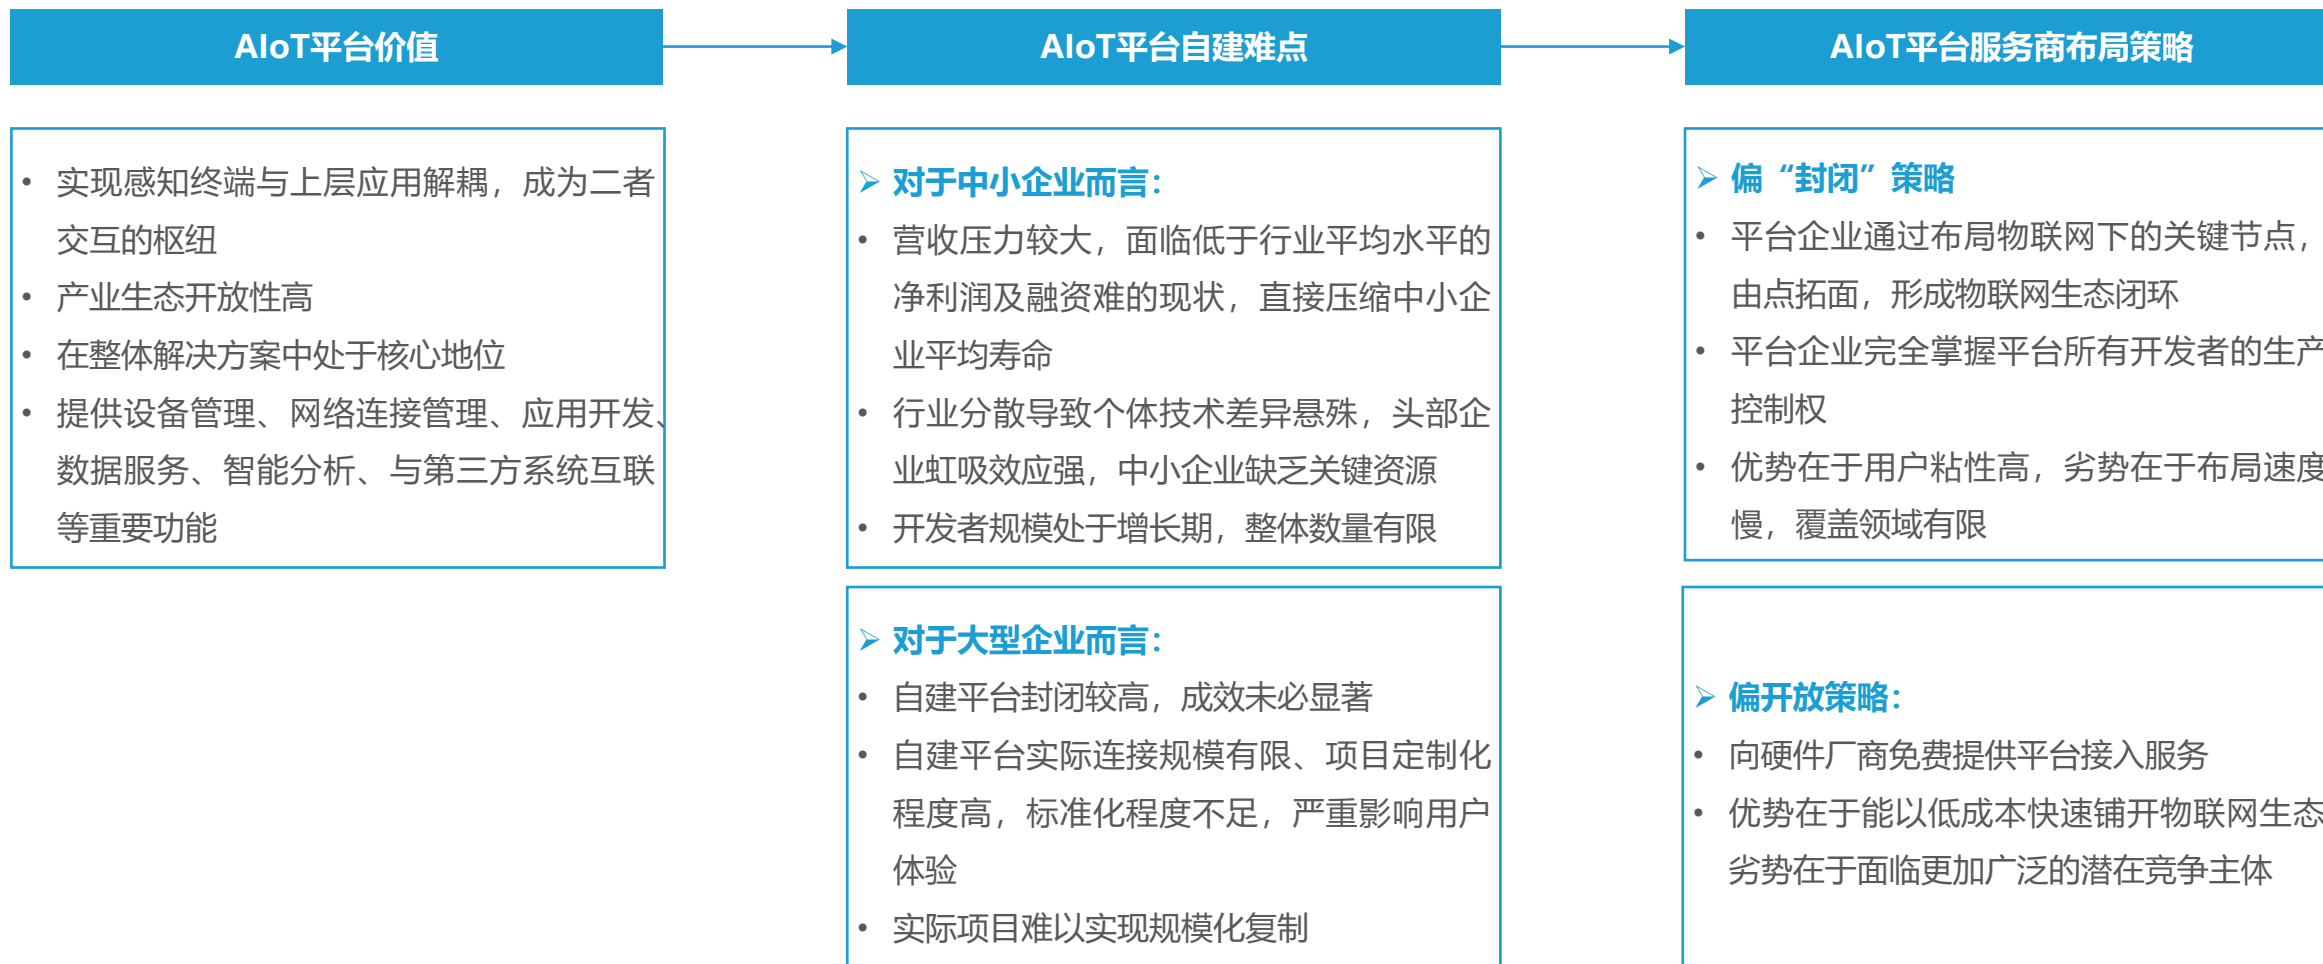 AIoT平台价值
AIoT平台自建难点
AIoT平台服务商布局策略
• 实现感知终端与上层应用解耦，成为二者
交互的枢纽
• 产业生态开放性高
• 在整体解决方案中处于核心地位
• 提供设备管理、网络连接管理、应用开发、
数据服务、智能分析、与第三方系统互联
等重要功能
➢ 对于中小企业而言：
• 营收压力较大，面临低于行业平均水平的
净利润及融资难的现状，直接压缩中小企
业平均寿命
• 行业分散导致个体技术差异悬殊，头部企
业虹吸效应强，中小企业缺乏关键资源
• 开发者规模处于增长期，整体数量有限
➢ 对于大型企业而言：
• 自建平台封闭较高，成效未必显著
• 自建平台实际连接规模有限、项目定制化
程度高，标准化程度不足，严重影响用户
体验
• 实际项目难以实现规模化复制
➢ 偏“封闭”策略
• 平台企业通过布局物联网下的关键节点，
由点拓面，形成物联网生态闭环
• 平台企业完全掌握平台所有开发者的生产
控制权
• 优势在于用户粘性高，劣势在于布局速度
慢，覆盖领域有限
➢ 偏开放策略：
• 向硬件厂商免费提供平台接入服务
• 优势在于能以低成本快速铺开物联网生态
劣势在于面临更加广泛的潜在竞争主体